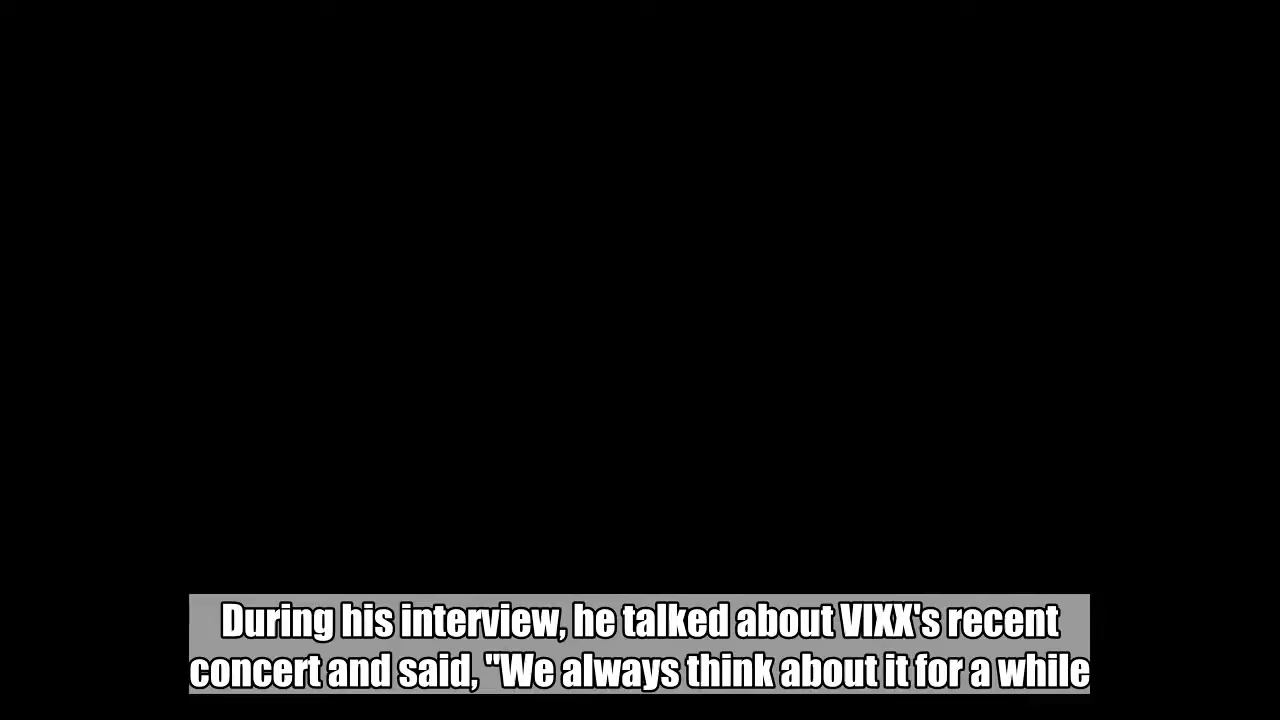 During his interview, he talked about VIXX's recent
concert and said, "We always think about it for a while